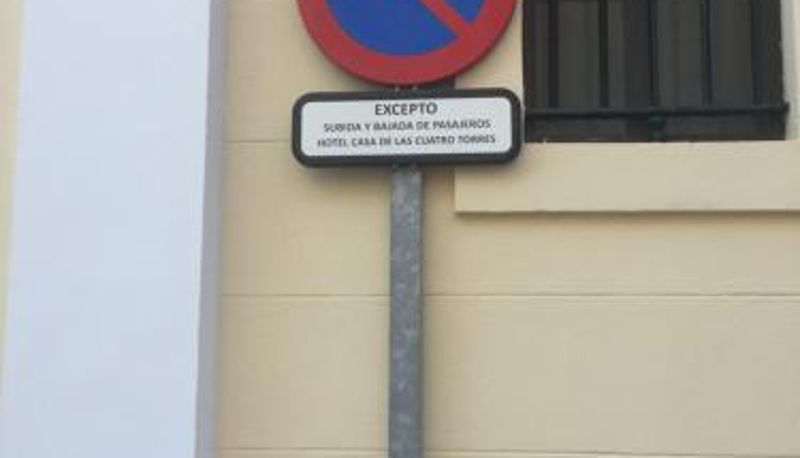 EXCEPTO
SUBIDA Y BAJADA DE PASAJEROS
HOTEL CASA DE LAS CUATRO TORRES